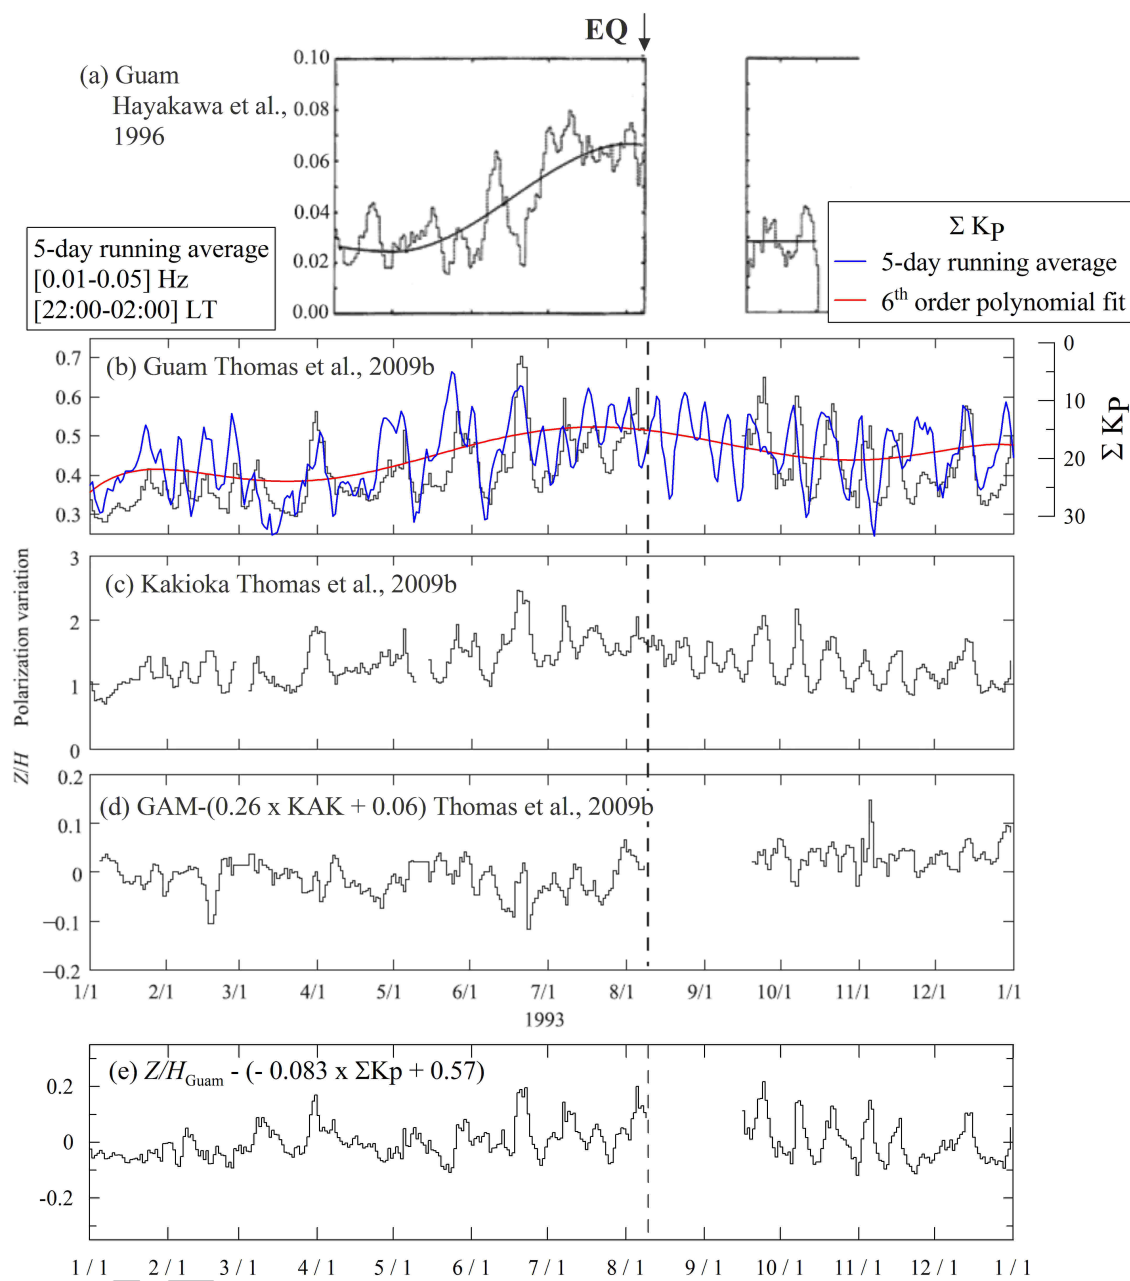 EQ
(a) Guam
Hayakawa et al.,
1996
0.10
0.08
0.06
0.04
0.02
0.00
5-day running average
[0.01-0.05] Hz
[22:00-02:00] LT
Σ KP
5-day running average
6th order polynomial fit
(b) Guam Thomas et al., 2009b
0.7
0.6
0.5
0.4
0.3
0
10
20
30
Σ KP
(c) Kakioka Thomas et al., 2009b
3
2
1
0
Z/H Polarization variation
(d) GAM-(0.26 x KAK + 0.06) Thomas et al., 2009b
0.2
0.1
0
−0.1
−0.2
1/1 2/1 3/1 4/1 5/1 6/1 7/1 8/1 9/1 10/1 11/1 12/1 1/1
1993
(e) Z/HGuam - (- 0.083 x ΣKp + 0.57)
0.2
0
-0.2
1 / 1 2 / 1 3 / 1 4 / 1 5 / 1 6 / 1 7 / 1 8 / 1 9 / 1 10 / 1 11 / 1 12 / 1 1 / 1